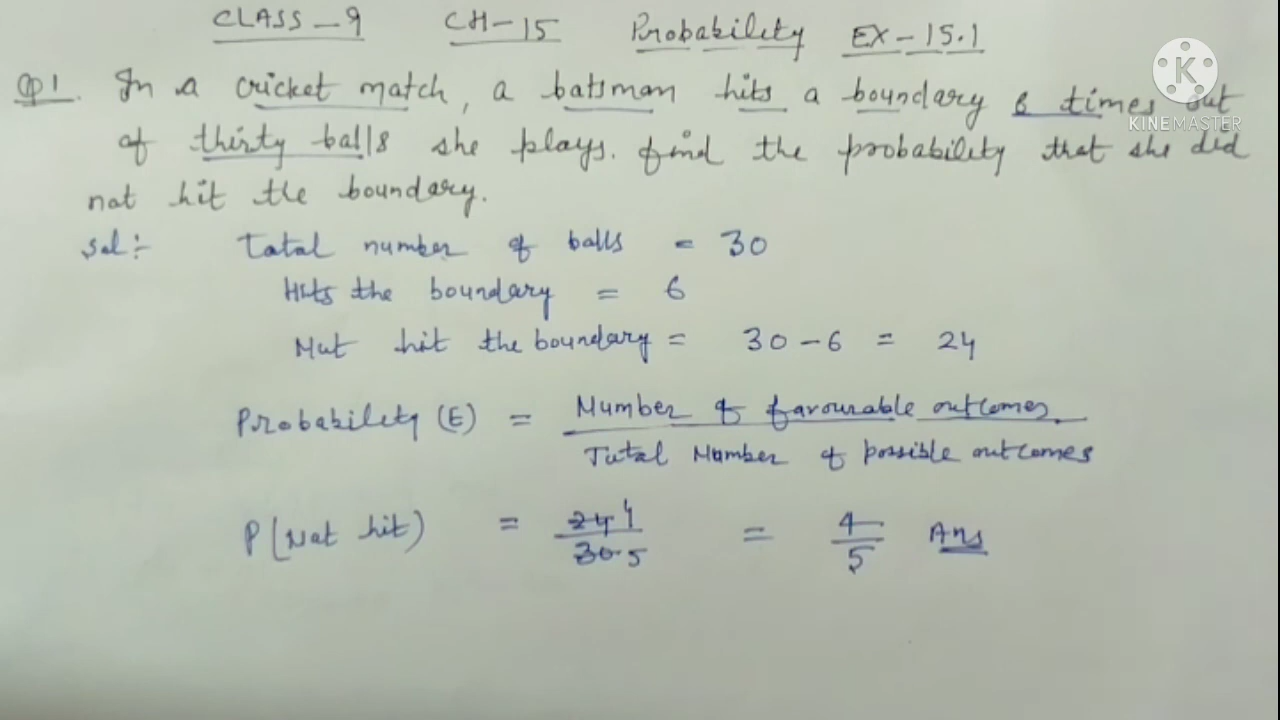 CLASS-9 CH-15 Probability EX-15.1
Q1. In a cricket match, a batsman hits a boundary 6 times out
of thirty balls she plays. find the probability that she did
not hit the boundary.
Sol:- Total number of balls = 30
Hits the boundary = 6
Not hit the boundary = 30-6 = 24
Probability (E) = Number of favourable outcomes
Total Number of possible outcomes
P(Not hit) = 24 4 / 30 5 = 4/5 Ans
K
KINEMASTER